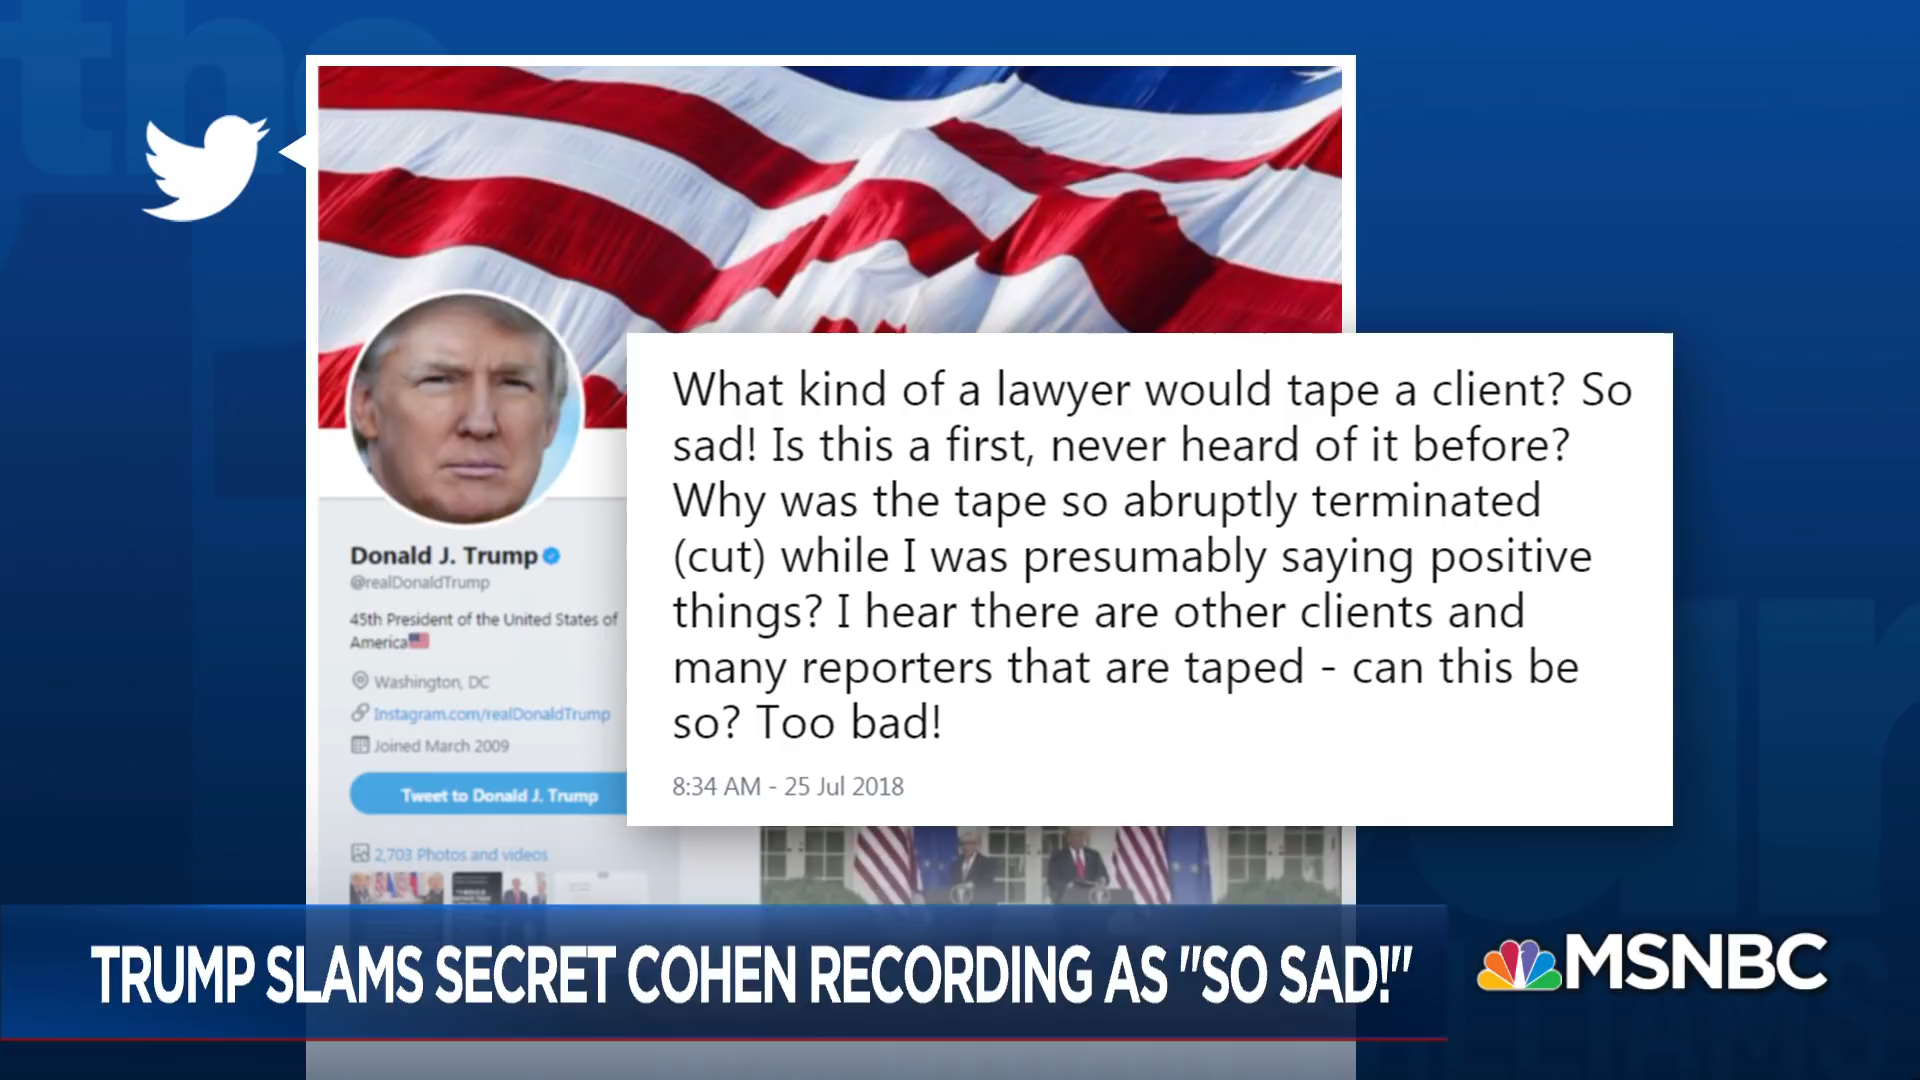 the
What kind of a lawyer would tape a client? So
sad! Is this a first, never heard of it before?
Why was the tape so abruptly terminated
(cut) while I was presumably saying positive
things? I hear there are other clients and
many reporters that are taped - can this be
so? Too bad!
8:34 AM - 25 Jul 2018
Donald J. Trump
@realDonaldTrump
45th President of the United States of
America🇺🇸
Washington, DC
Instagram.com/realDonaldTrump
Joined March 2009
Tweet to Donald J. Trump
2,703 Photos and videos
TRUMP SLAMS SECRET COHEN RECORDING AS "SO SAD!"
MSNBC